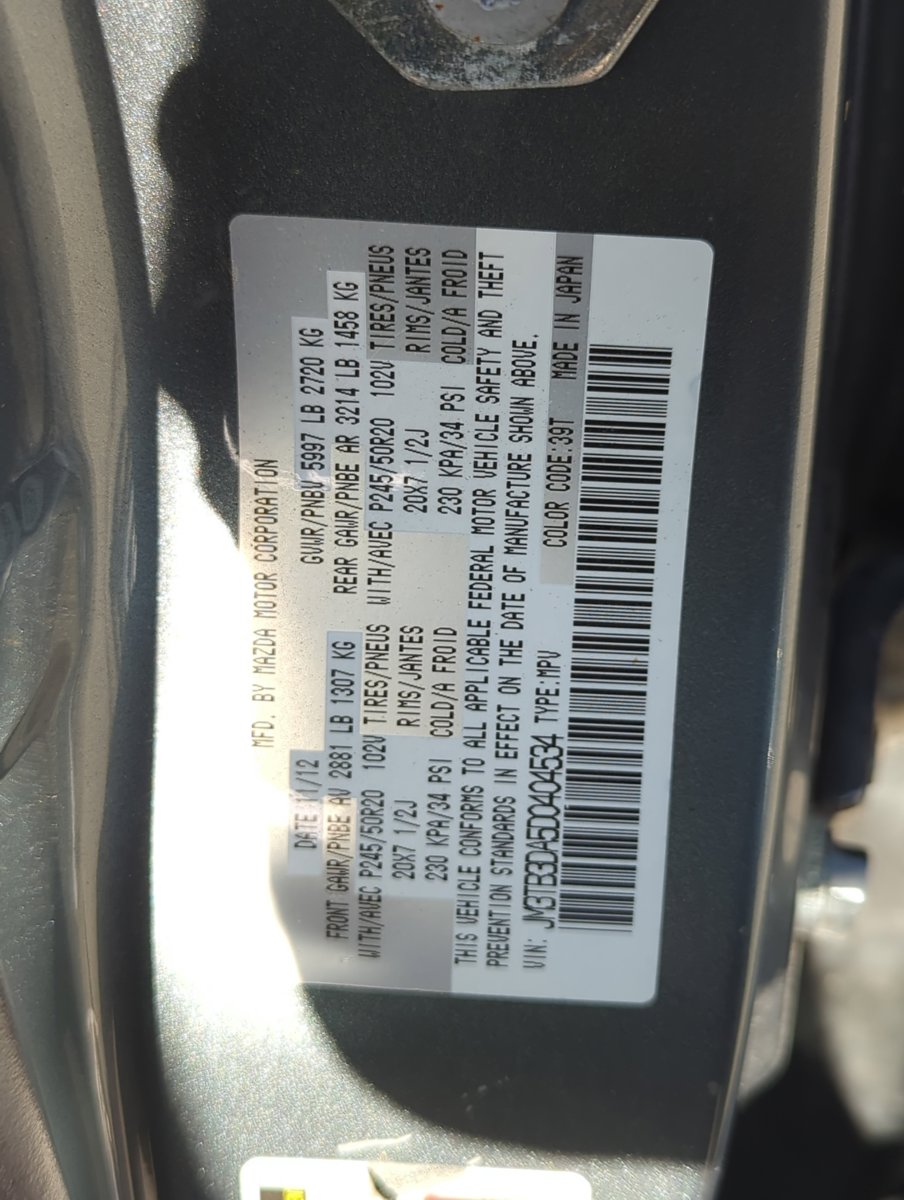 MFD. BY MAZDA MOTOR CORPORATION
DATE:11/12 GVWR/PNBV 5997 LB 2720 KG
FRONT GAWR/PNBE AV 2881 LB 1307 KG REAR GAWR/PNBE AR 3214 LB 1458 KG
WITH/AVEC P245/50R20 102V TIRES/PNEUS WITH/AVEC P245/50R20 102V TIRES/PNEUS
20X7 1/2J RIMS/JANTES 20X7 1/2J RIMS/JANTES
230 KPA/34 PSI COLD/A FROID 230 KPA/34 PSI COLD/A FROID
THIS VEHICLE CONFORMS TO ALL APPLICABLE FEDERAL MOTOR VEHICLE SAFETY AND THEFT
PREVENTION STANDARDS IN EFFECT ON THE DATE OF MANUFACTURE SHOWN ABOVE.
VIN: JM3TB3DA5D0404534 TYPE:MPV COLOR CODE:39T MADE IN JAPAN